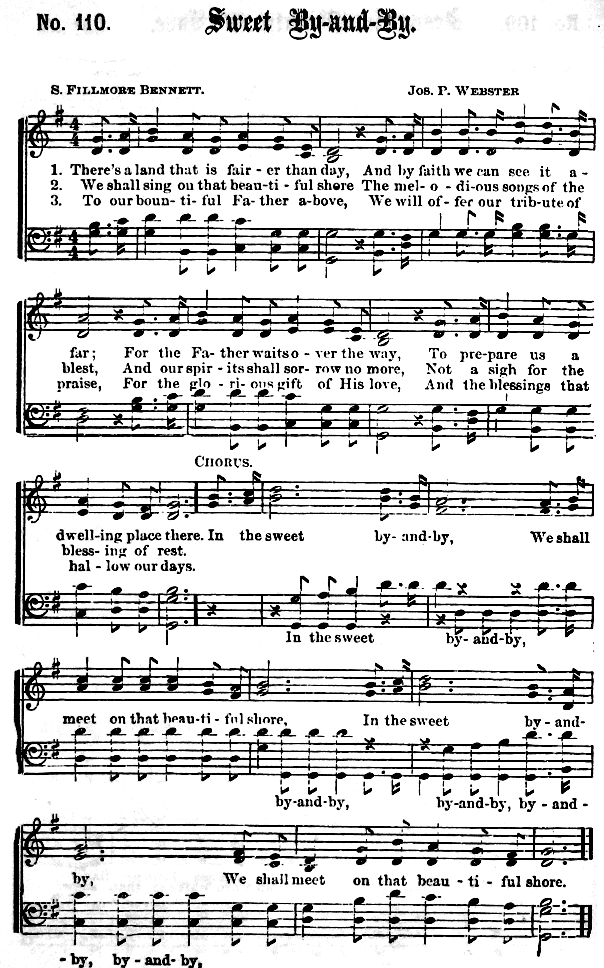 No. 110. Sweet By-and-By.
S. Fillmore Bennett. Jos. P. Webster
4 4
1. There's a land that is fair - er than day, And by faith we can see it a -
2. We shall sing on that beau - ti - ful shore The mel - o - di-ous songs of the
3. To our boun - ti - ful Fa - ther a-bove, We will of - fer our trib-ute of
4 4
far; For the Fa - ther waits o - ver the way, To pre-pare us a
blest, And our spir - its shall sor - row no more, Not a sigh for the
praise, For the glo - ri - ous gift of His love, And the blessings that
Chorus.
dwell-ing place there. In the sweet by- and-by, We shall
bless - ing of rest.
hal - low our days.
In the sweet by- and-by,
meet on that beau-ti - ful shore, In the sweet by - and-
by-and-by, by-and-by, by - and -
by, We shall meet on that beau - ti - ful shore.
- by, by - and- by,